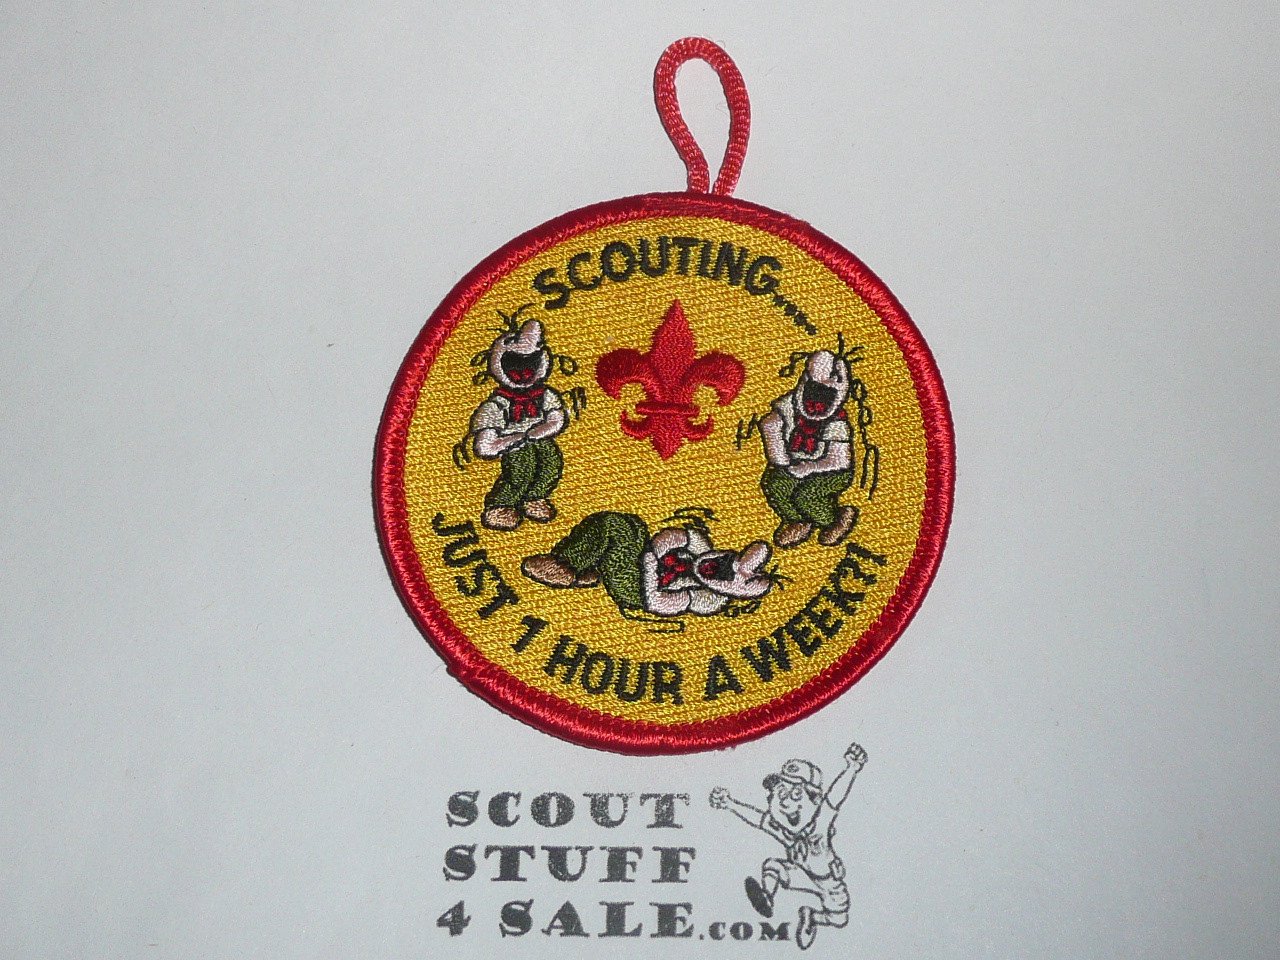 SCOUTING....
JUST 1 HOUR A WEEK?!
SCOUT
STUFF
4 SALE.COM